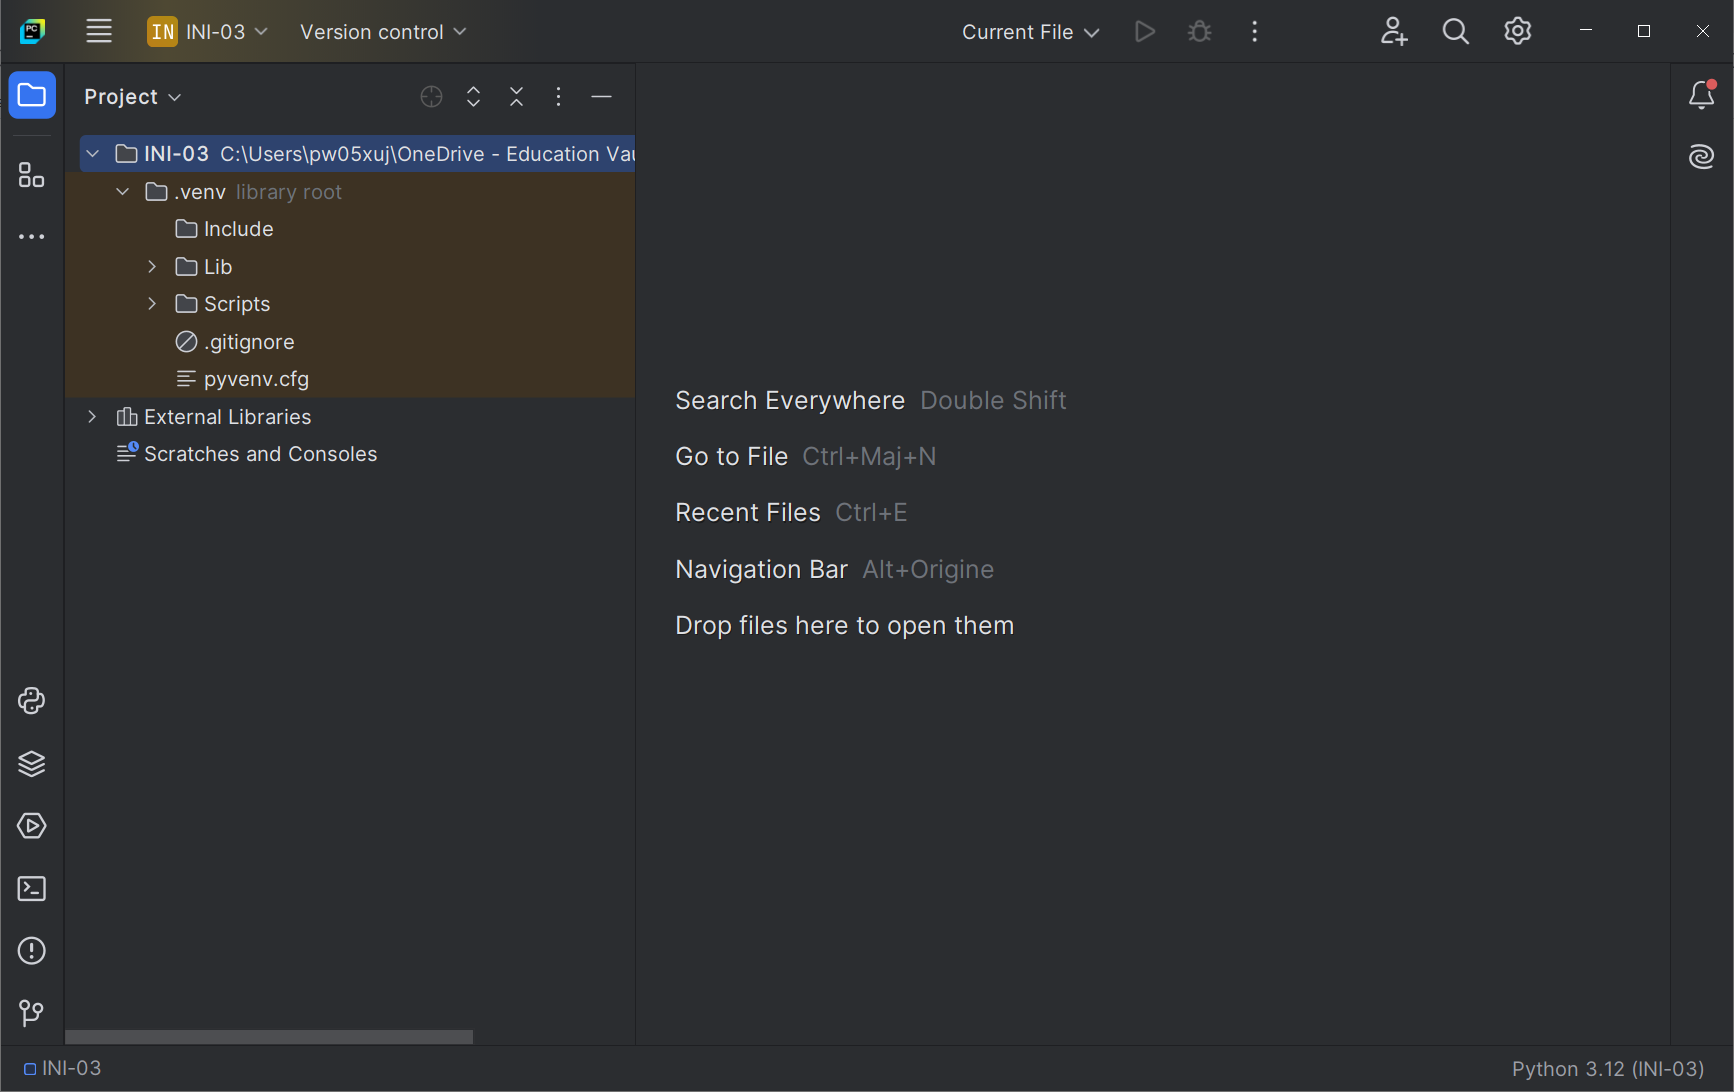 PC
IN INI-03 Version control Current File
Project
INI-03 C:\Users\pw05xuj\OneDrive - Education Vau
.venv library root
Include
Lib
Scripts
.gitignore
pyvenv.cfg
External Libraries
Scratches and Consoles
Search Everywhere Double Shift
Go to File Ctrl+Maj+N
Recent Files Ctrl+E
Navigation Bar Alt+Origine
Drop files here to open them
INI-03 Python 3.12 (INI-03)